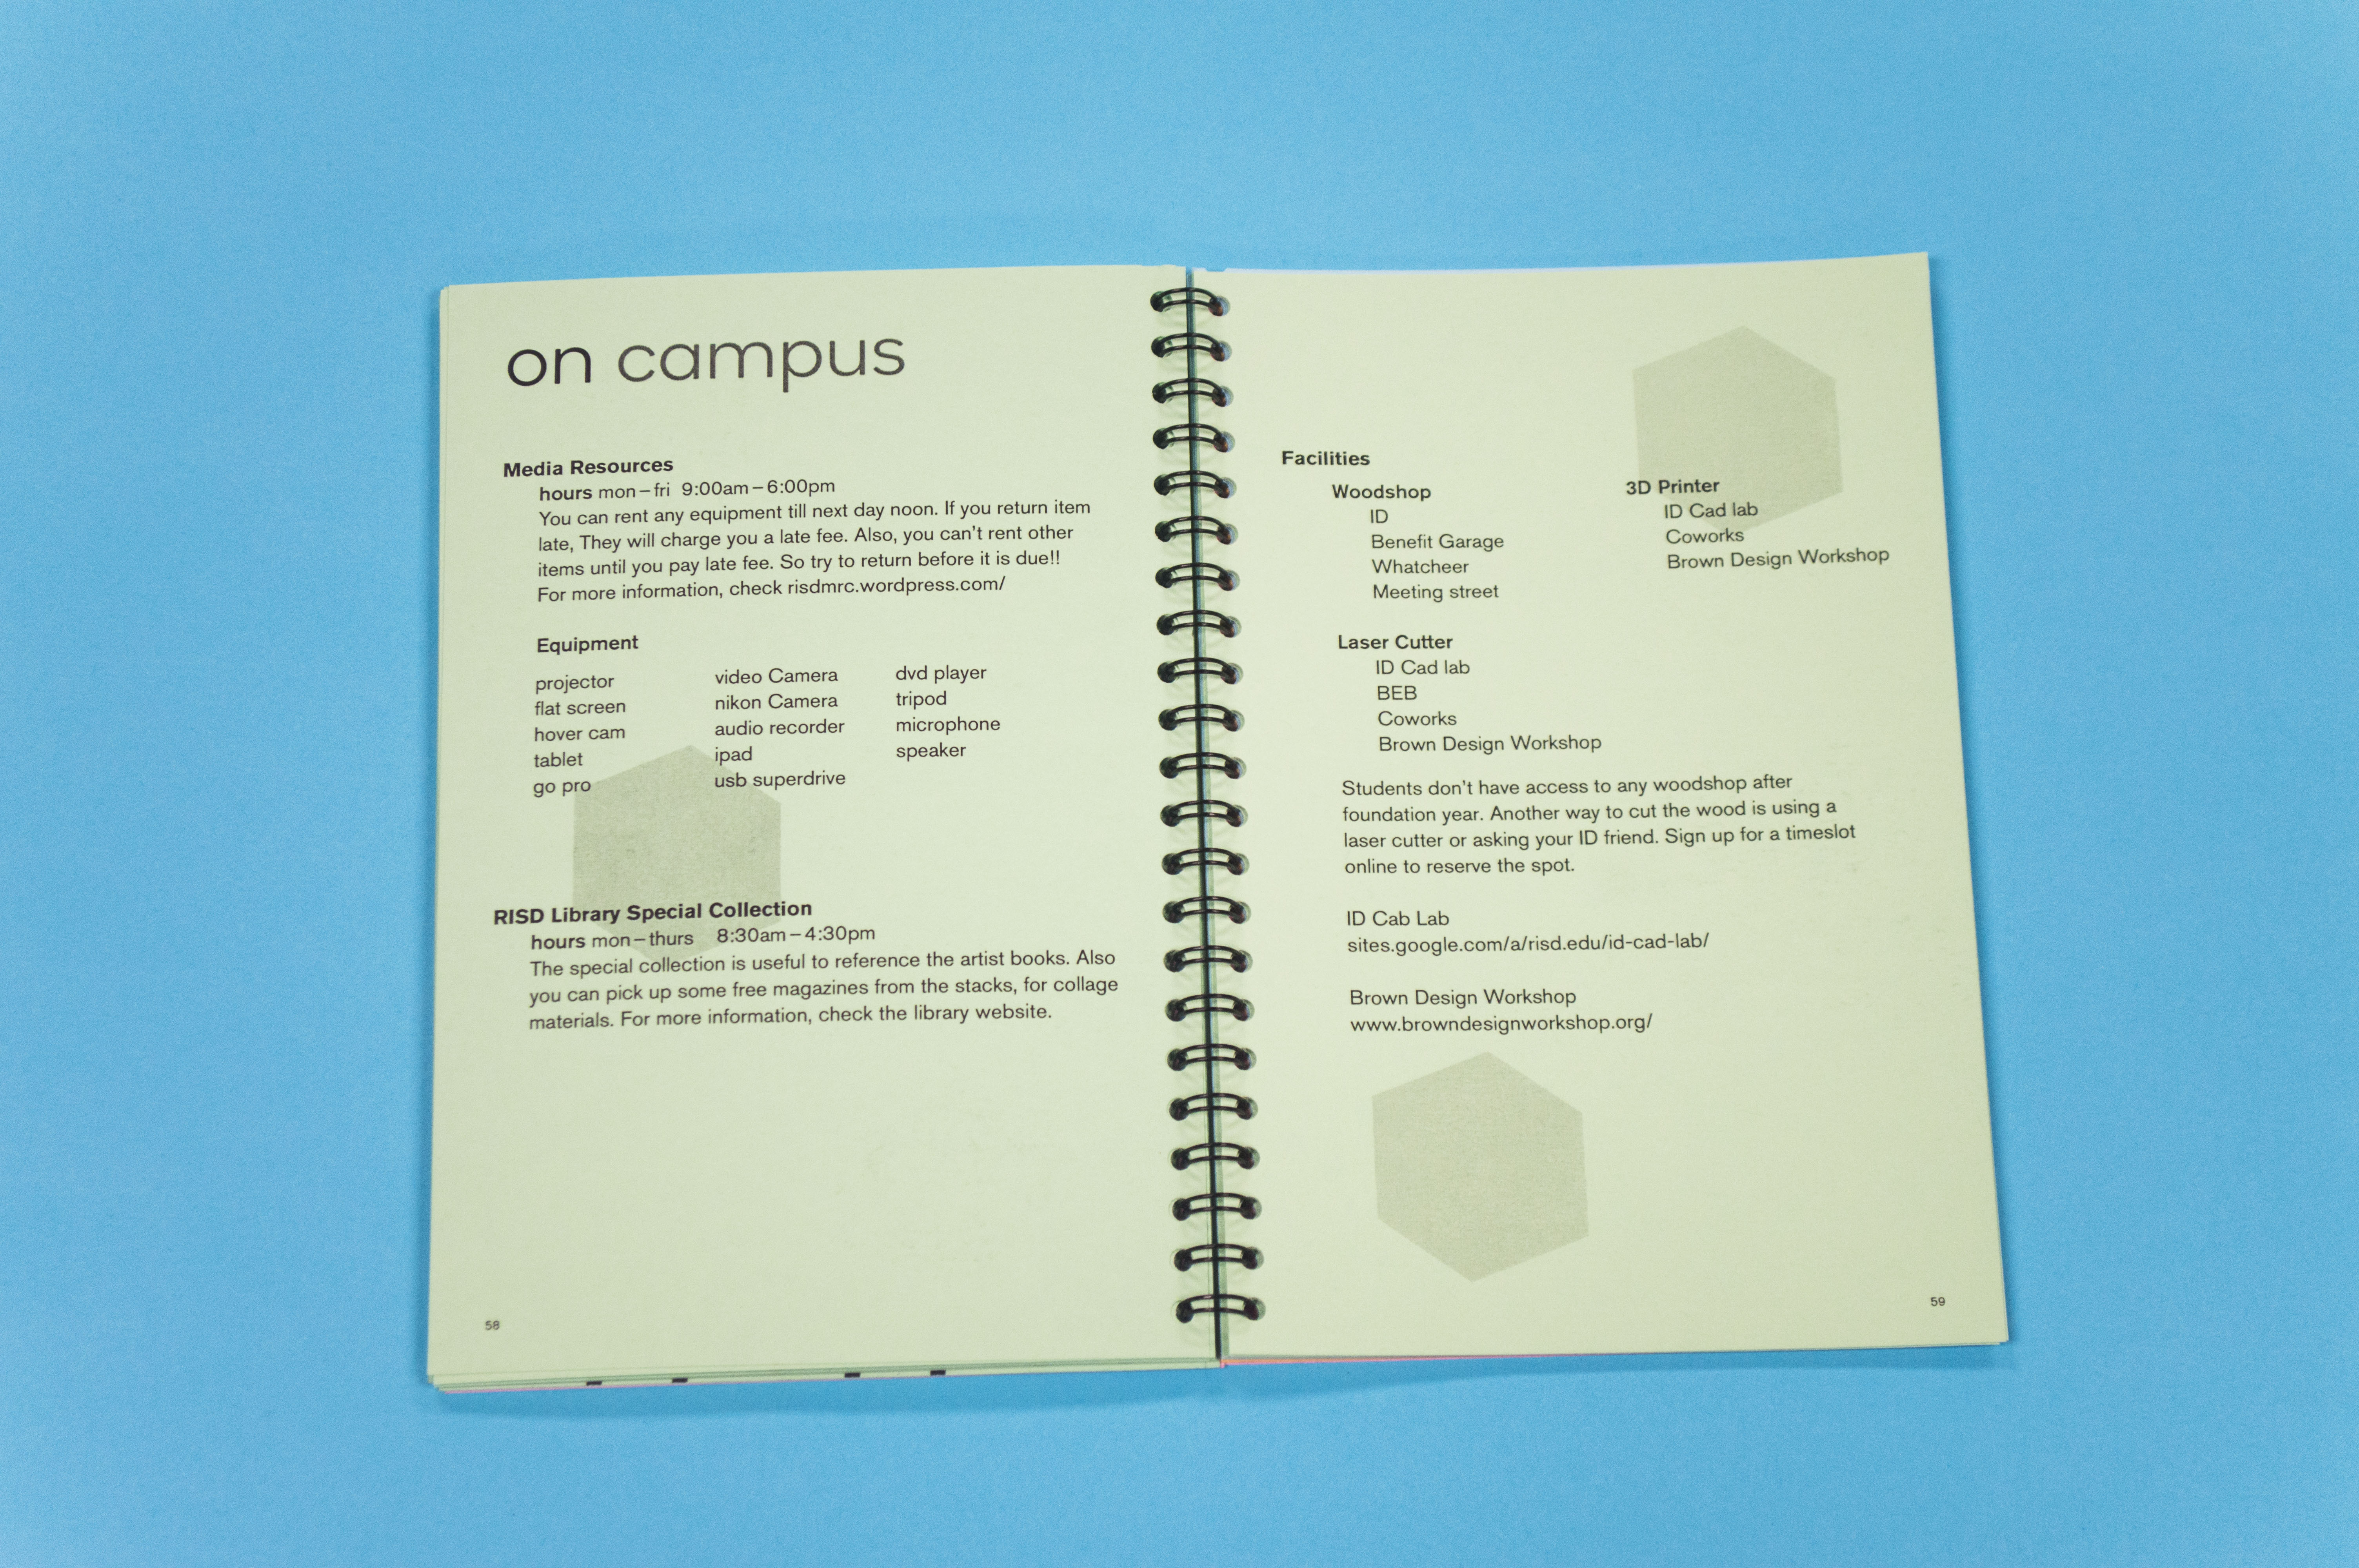 on campus
Media Resources
hours mon–fri 9:00am–6:00pm
You can rent any equipment till next day noon. If you return item
late, They will charge you a late fee. Also, you can't rent other
items until you pay late fee. So try to return before it is due!!
For more information, check risdmrc.wordpress.com/
Equipment
projector
flat screen
hover cam
tablet
go pro
video Camera
nikon Camera
audio recorder
ipad
usb superdrive
dvd player
tripod
microphone
speaker
RISD Library Special Collection
hours mon–thurs 8:30am–4:30pm
The special collection is useful to reference the artist books. Also
you can pick up some free magazines from the stacks, for collage
materials. For more information, check the library website.
58
Facilities
Woodshop
ID
Benefit Garage
Whatcheer
Meeting street
3D Printer
ID Cad lab
Coworks
Brown Design Workshop
Laser Cutter
ID Cad lab
BEB
Coworks
Brown Design Workshop
Students don't have access to any woodshop after
foundation year. Another way to cut the wood is using a
laser cutter or asking your ID friend. Sign up for a timeslot
online to reserve the spot.
ID Cab Lab
sites.google.com/a/risd.edu/id-cad-lab/
Brown Design Workshop
www.browndesignworkshop.org/
59